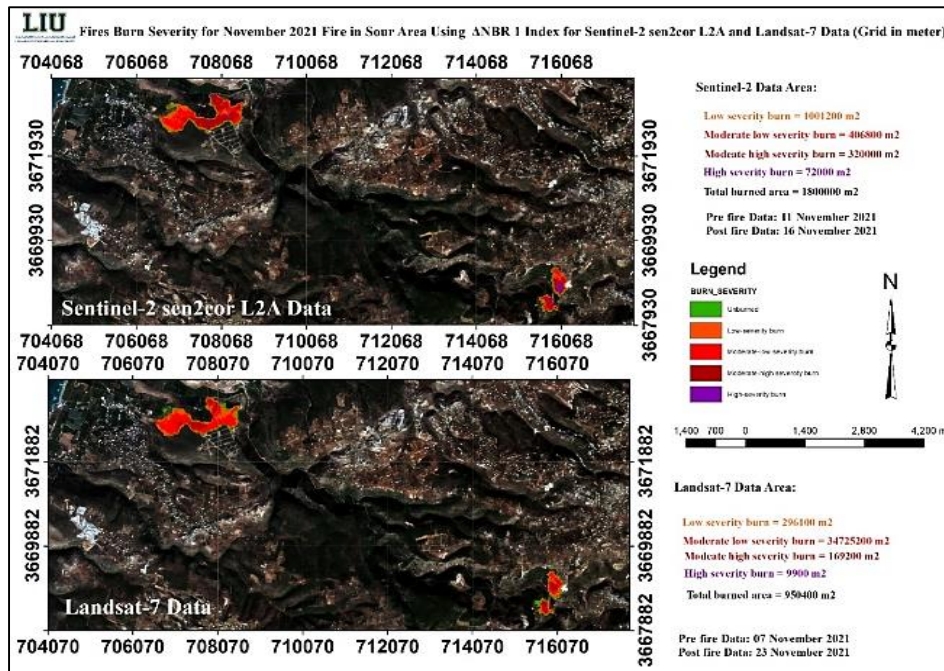 LIU
Fires Burn Severity for November 2021 Fire in Sour Area Using ΔNBR 1 Index for Sentinel-2 sen2cor L2A and Landsat-7 Data (Grid in meter)
704068 706068 708068 710068 712068 714068 716068
3671930
3669930
3667930
Sentinel-2 sen2cor L2A Data
704068 706068 708068 710068 712068 714068 716068
704070 706070 708070 710070 712070 714070 716070
3671882
3669882
3667882
Landsat-7 Data
704070 706070 708070 710070 712070 714070 716070
Sentinel-2 Data Area:
Low severity burn = 1001200 m2
Moderate low severity burn = 406800 m2
Modeate high severity burn = 320000 m2
High severity burn = 72000 m2
Total burned area = 1800000 m2
Pre fire Data: 11 November 2021
Post fire Data: 16 November 2021
Legend
BURN_SEVERITY
Unburned
Low-severity burn
Moderate-low severity burn
Moderate-high severeity burn
High-severity burn
N
1,400 700 0 1,400 2,800 4,200 m
Landsat-7 Data Area:
Low severity burn = 296100 m2
Moderate low severity burn = 34725200 m2
Modeate high severity burn = 169200 m2
High severity burn = 9900 m2
Total burned area = 950400 m2
Pre fire Data: 07 November 2021
Post fire Data: 23 November 2021